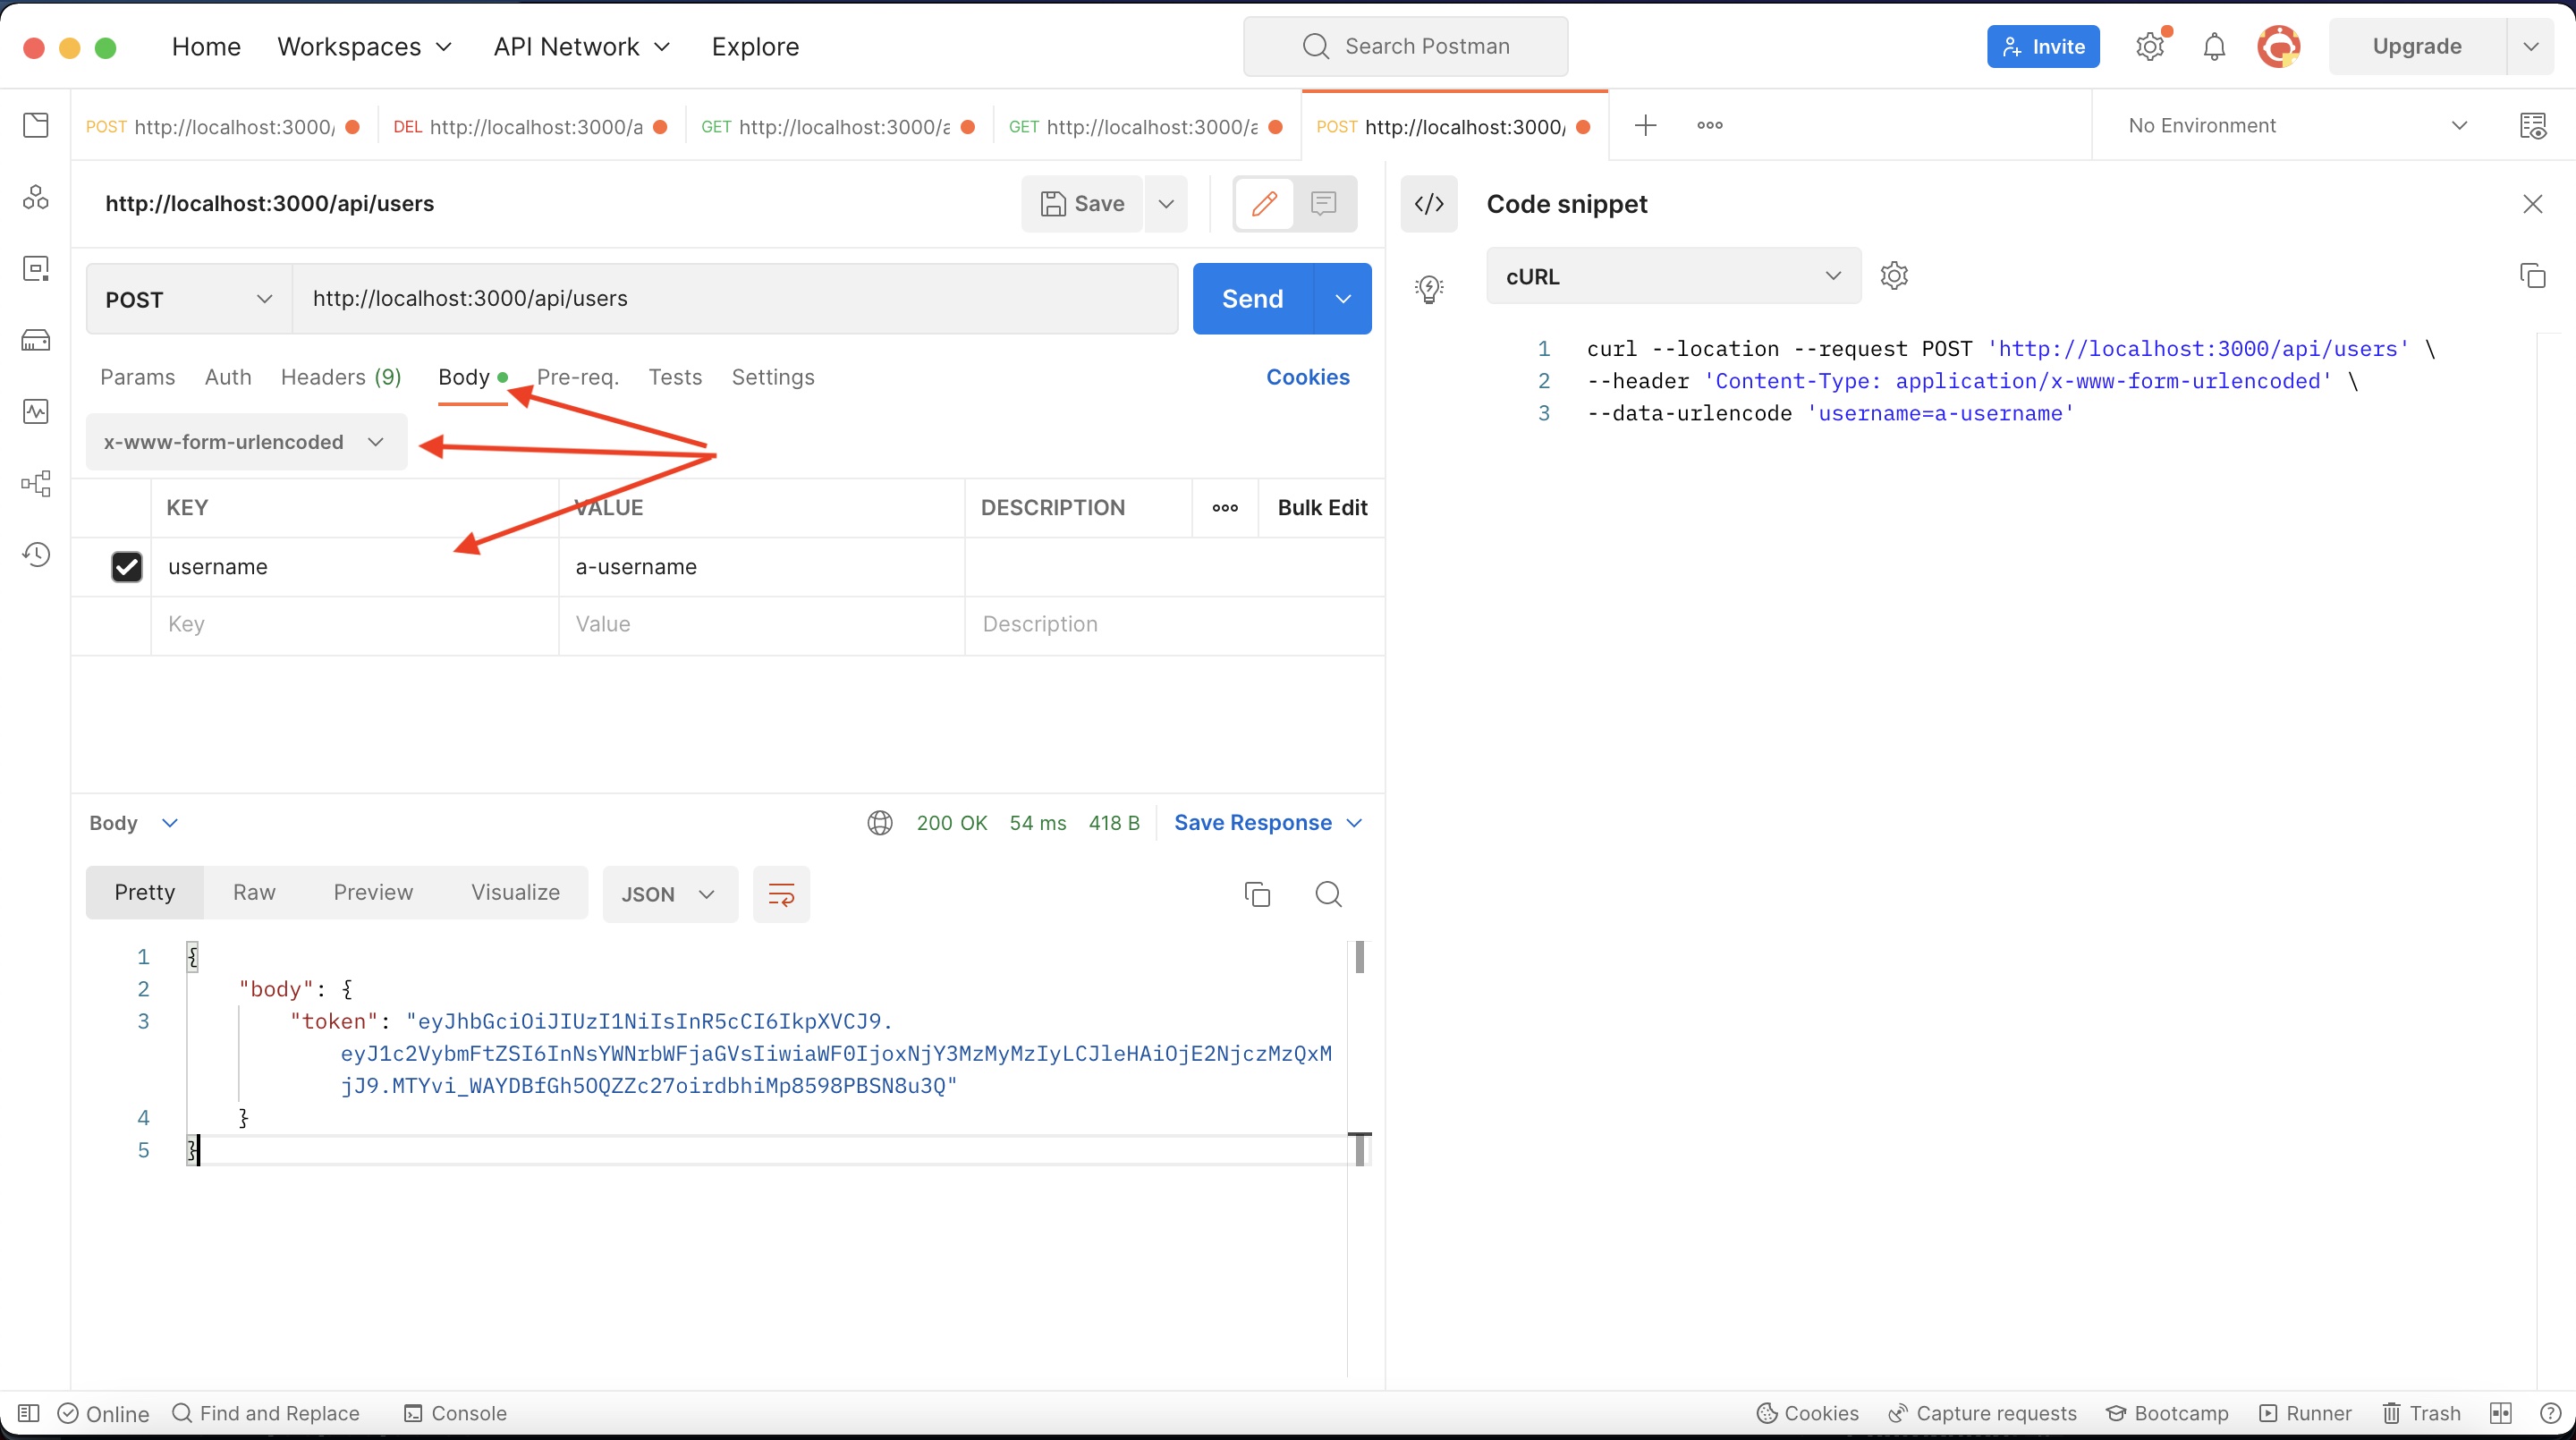 Home Workspaces API Network Explore Search Postman Invite Upgrade
POST http://localhost:3000/ DEL http://localhost:3000/a GET http://localhost:3000/a GET http://localhost:3000/a POST http://localhost:3000/ No Environment
http://localhost:3000/api/users Save
Code snippet
POST http://localhost:3000/api/users Send
cURL
Params Auth Headers (9) Body Pre-req. Tests Settings Cookies
x-www-form-urlencoded
KEY VALUE DESCRIPTION Bulk Edit
username a-username
Key Value Description
1 curl --location --request POST 'http://localhost:3000/api/users' \
2 --header 'Content-Type: application/x-www-form-urlencoded' \
3 --data-urlencode 'username=a-username'
Body 200 OK 54 ms 418 B Save Response
Pretty Raw Preview Visualize JSON
1 {
2 "body": {
3 "token": "eyJhbGciOiJIUzI1NiIsInR5cCI6IkpXVCJ9.
eyJ1c2VybmFtZSI6InNsYWNrbWFjaGVsIiwiaWF0IjoxNjY3MzMyMzIyLCJleHAiOjE2NjczMzQxM
jJ9.MTYvi_WAYDBfGh5OQZZc27oirdbhiMp8598PBSN8u3Q"
4 }
5 }
Online Find and Replace Console Cookies Capture requests Bootcamp Runner Trash